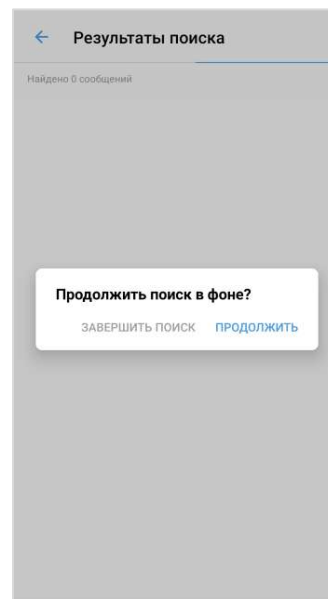 Результаты поиска
Найдено 0 сообщений
Продолжить поиск в фоне?
ЗАВЕРШИТЬ ПОИСК ПРОДОЛЖИТЬ